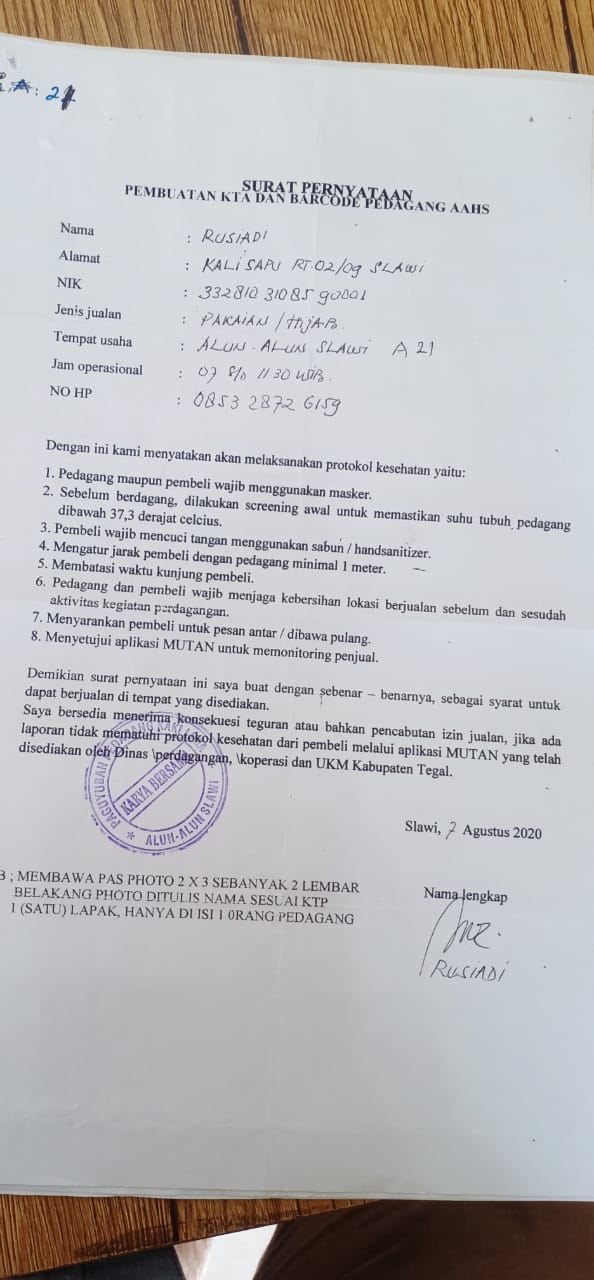 A: 21
SURAT PERNYATAAN
PEMBUATAN KTA DAN BARCODE PEDAGANG AAHS
Nama : RUSIADI
Alamat : KALISAPU RT.02/09 SLAWI
NIK : 332810 31085 90001
Jenis jualan : PAKAIAN / HIJAB.
Tempat usaha : ALUN-ALUN SLAWI A 21
Jam operasional : 07 s/d 11 30 WIB.
NO HP : 0853 2872 6159
Dengan ini kami menyatakan akan melaksanakan protokol kesehatan yaitu:
1. Pedagang maupun pembeli wajib menggunakan masker.
2. Sebelum berdagang, dilakukan screening awal untuk memastikan suhu tubuh pedagang
dibawah 37,3 derajat celcius.
3. Pembeli wajib mencuci tangan menggunakan sabun / handsanitizer.
4. Mengatur jarak pembeli dengan pedagang minimal 1 meter.
5. Membatasi waktu kunjung pembeli.
6. Pedagang dan pembeli wajib menjaga kebersihan lokasi berjualan sebelum dan sesudah
aktivitas kegiatan perdagangan.
7. Menyarankan pembeli untuk pesan antar / dibawa pulang.
8. Menyetujui aplikasi MUTAN untuk memonitoring penjual.
Demikian surat pernyataan ini saya buat dengan sebenar – benarnya, sebagai syarat untuk
dapat berjualan di tempat yang disediakan.
Saya bersedia menerima konsekuesi teguran atau bahkan pencabutan izin jualan, jika ada
laporan tidak mematuhi protokol kesehatan dari pembeli melalui aplikasi MUTAN yang telah
disediakan oleh Dinas \perdagangan, \koperasi dan UKM Kabupaten Tegal.
PAGUYUBAN PEDAGANG KAKI LIMA
KARYA BERSAMA
* ALUN-ALUN SLAWI
Slawi, 7 Agustus 2020
B ; MEMBAWA PAS PHOTO 2 X 3 SEBANYAK 2 LEMBAR
BELAKANG PHOTO DITULIS NAMA SESUAI KTP
1 (SATU) LAPAK, HANYA DI ISI 1 0RANG PEDAGANG
Nama lengkap
RUSIADI